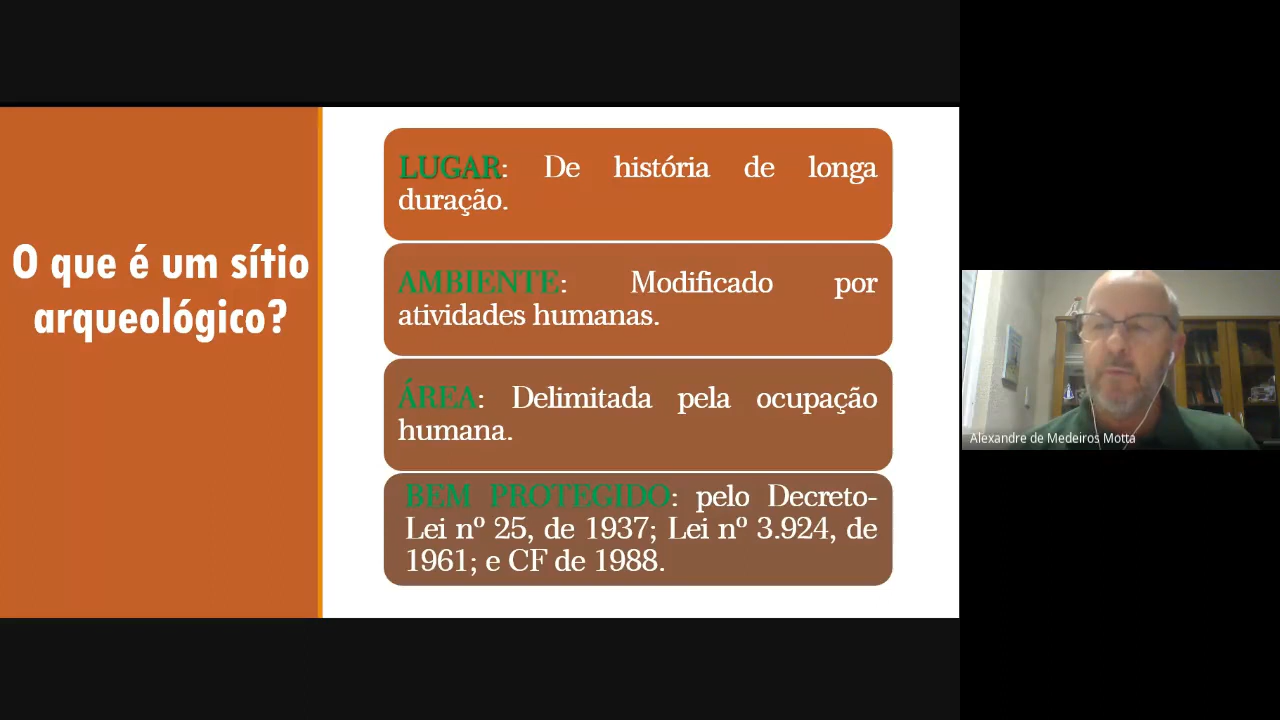 O que é um sítio
arqueológico?
LUGAR: De história de longa
duração.
AMBIENTE: Modificado por
atividades humanas.
ÁREA: Delimitada pela ocupação
humana.
BEM PROTEGIDO: pelo Decreto-
Lei nº 25, de 1937; Lei nº 3.924, de
1961; e CF de 1988.
Alexandre de Medeiros Motta